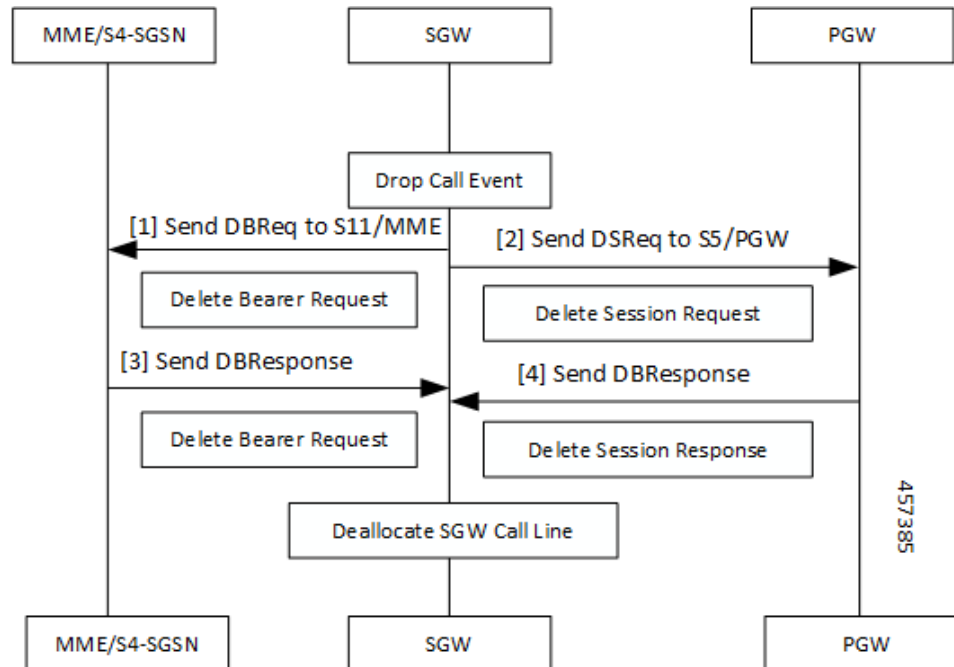 MME/S4-SGSN
SGW
PGW
Drop Call Event
[1] Send DBReq to S11/MME
[2] Send DSReq to S5/PGW
Delete Bearer Request
Delete Session Request
[3] Send DBResponse
[4] Send DBResponse
Delete Bearer Request
Delete Session Response
457385
Deallocate SGW Call Line
MME/S4-SGSN
SGW
PGW